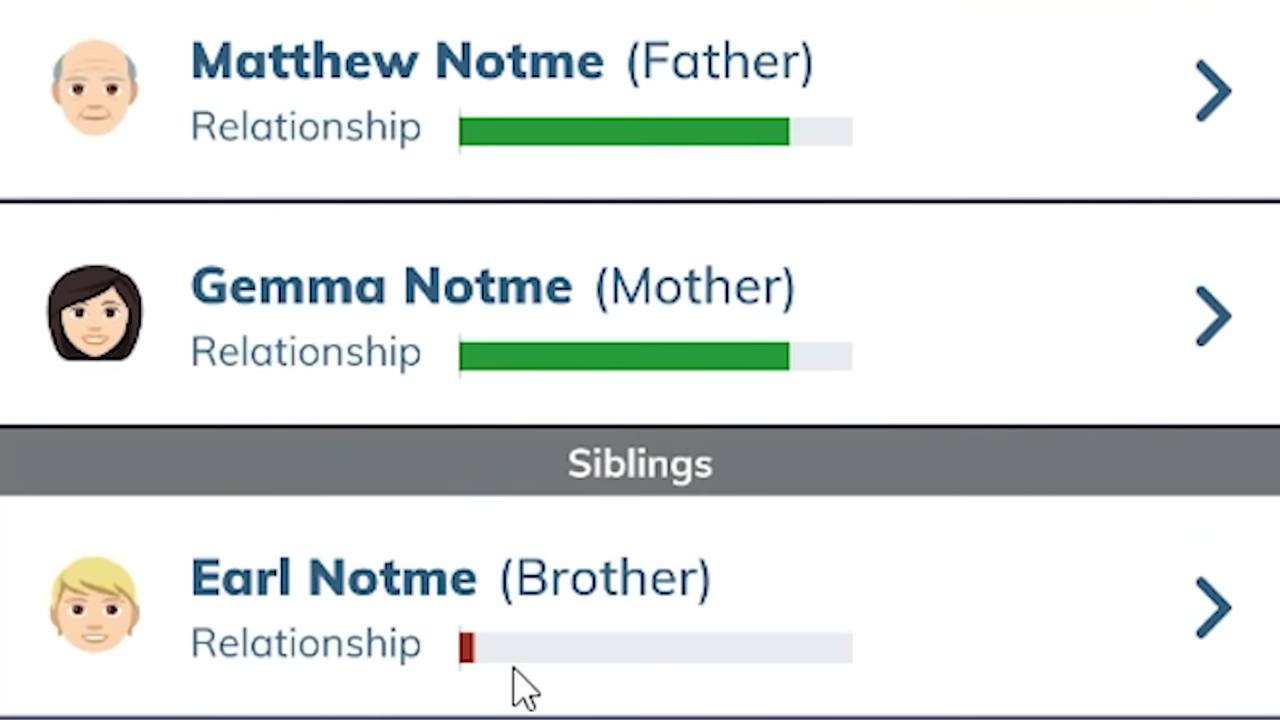 Matthew Notme (Father)
Relationship
Gemma Notme (Mother)
Relationship
Siblings
Earl Notme (Brother)
Relationship